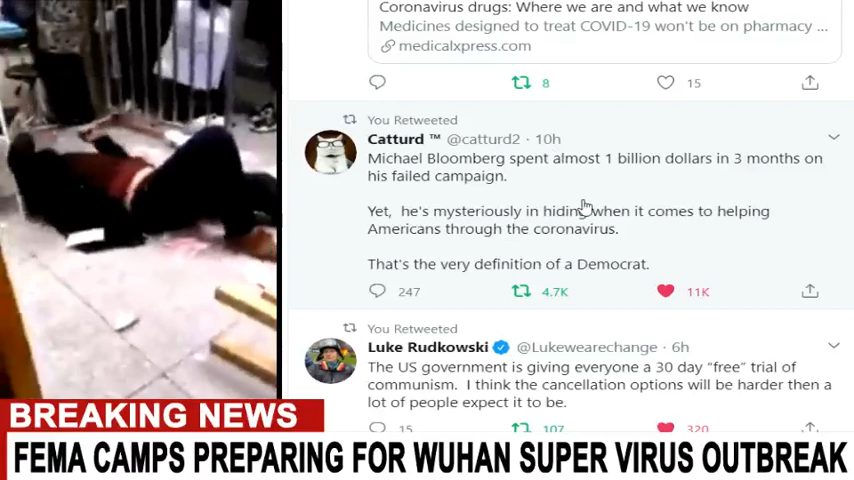 Coronavirus drugs: Where we are and what we know
Medicines designed to treat COVID-19 won't be on pharmacy ...
medicalxpress.com
8 15
You Retweeted
Catturd ™ @catturd2 · 10h
Michael Bloomberg spent almost 1 billion dollars in 3 months on
his failed campaign.
Yet, he's mysteriously in hiding when it comes to helping
Americans through the coronavirus.
That's the very definition of a Democrat.
247 4.7K 11K
You Retweeted
Luke Rudkowski @Lukewearechange · 6h
The US government is giving everyone a 30 day “free” trial of
communism. I think the cancellation options will be harder then a
lot of people expect it to be.
15 107 320
BREAKING NEWS
FEMA CAMPS PREPARING FOR WUHAN SUPER VIRUS OUTBREAK